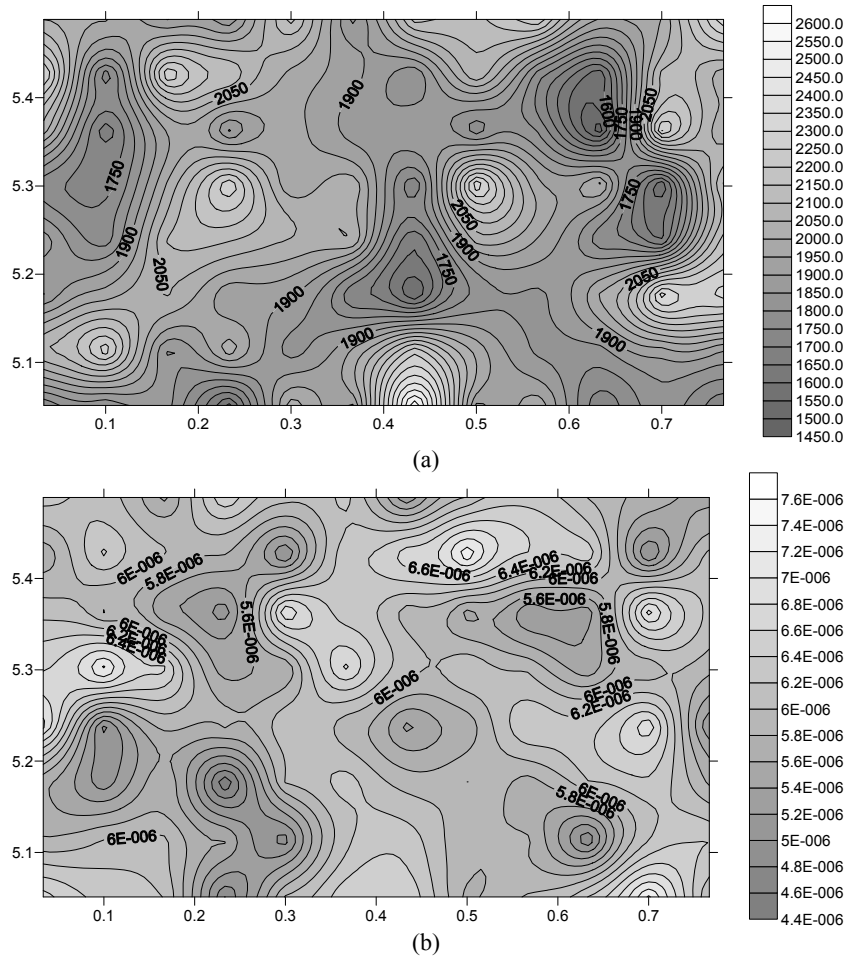 5.4
5.3
5.2
5.1
0.1
0.2
0.3
0.4
0.5
0.6
0.7
2050
1900
1600
1750
1900
2050
1750
1900
2050
2050
1900
1750
1750
1900
2050
1900
1900
2600.0
2550.0
2500.0
2450.0
2400.0
2350.0
2300.0
2250.0
2200.0
2150.0
2100.0
2050.0
2000.0
1950.0
1900.0
1850.0
1800.0
1750.0
1700.0
1650.0
1600.0
1550.0
1500.0
1450.0
(a)
5.4
5.3
5.2
5.1
0.1
0.2
0.3
0.4
0.5
0.6
0.7
6E-006
5.8E-006
6.6E-006
6.4E-006
6.2E-006
6E-006
5.6E-006
5.6E-006
5.8E-006
6E-006
6.2E-006
6.4E-006
6E-006
6E-006
6.2E-006
6E-006
5.8E-006
6E-006
7.6E-006
7.4E-006
7.2E-006
7E-006
6.8E-006
6.6E-006
6.4E-006
6.2E-006
6E-006
5.8E-006
5.6E-006
5.4E-006
5.2E-006
5E-006
4.8E-006
4.6E-006
4.4E-006
(b)